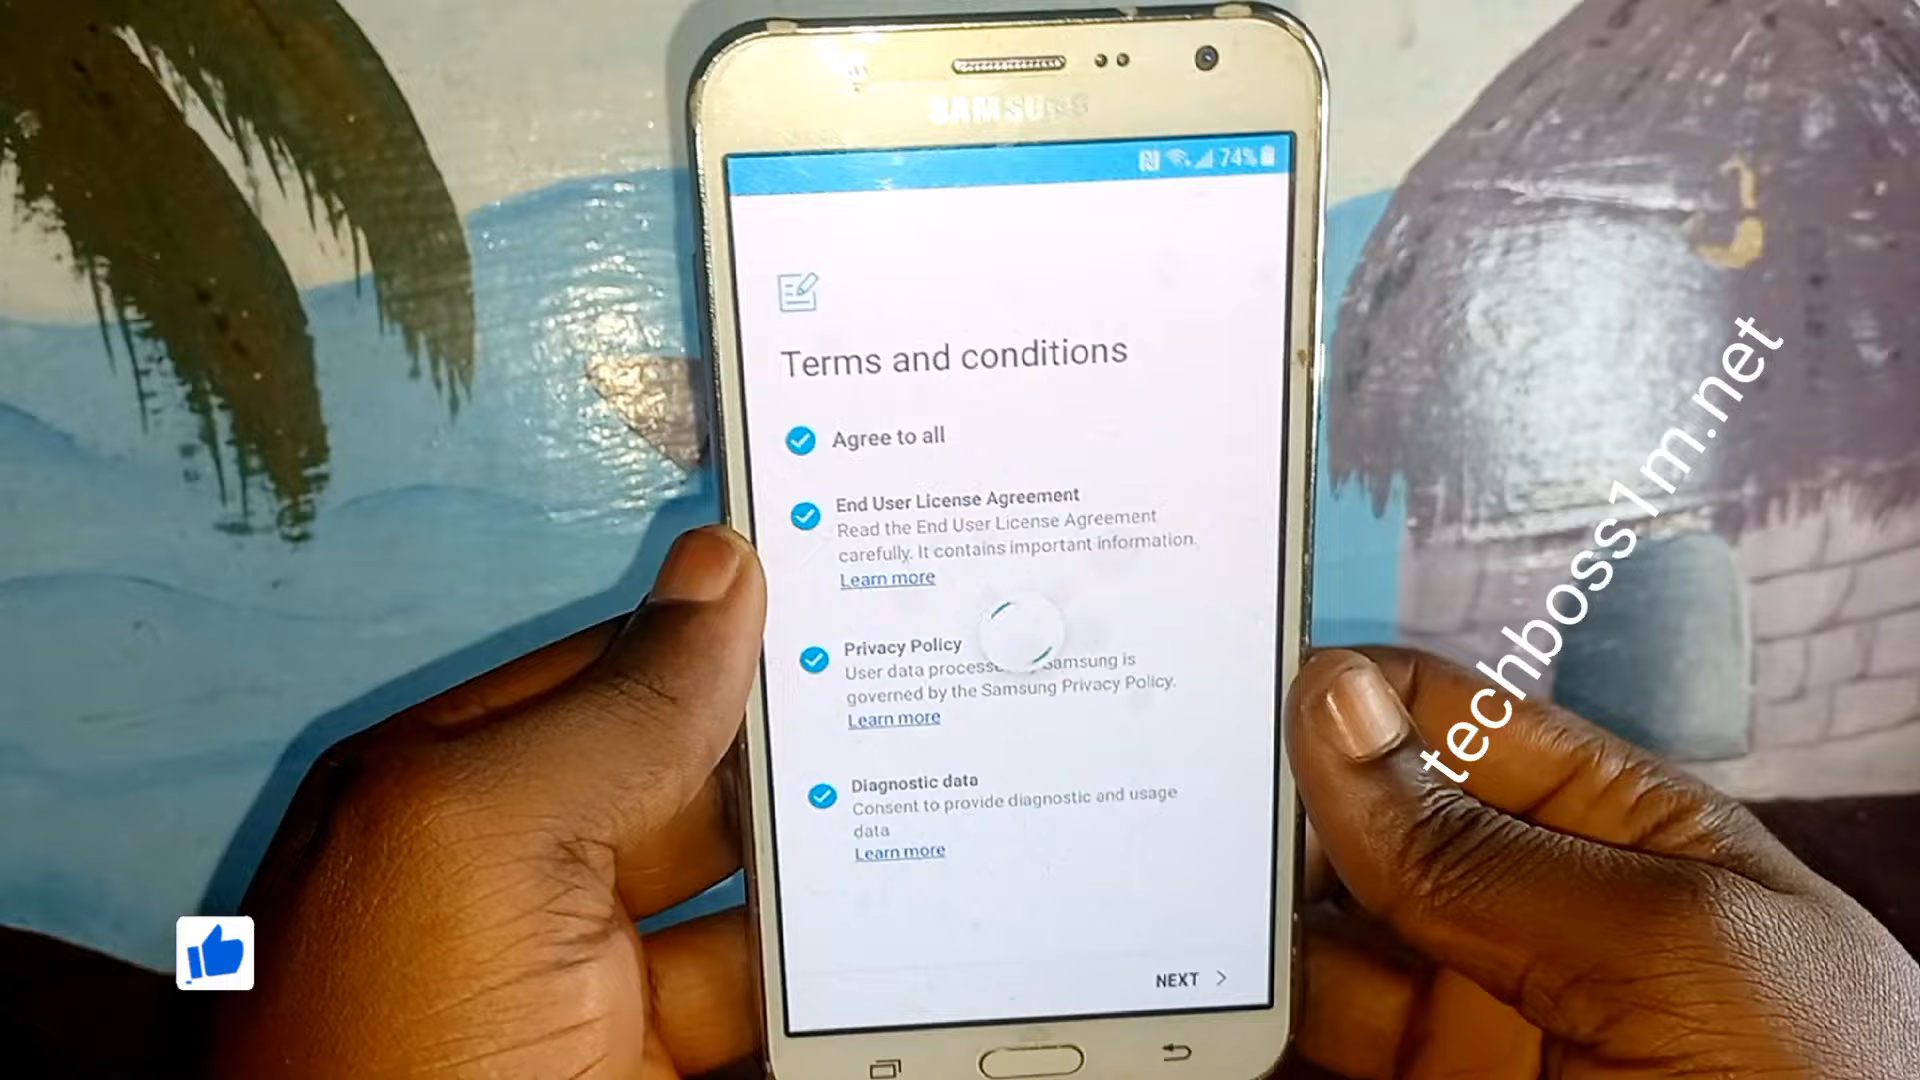 SAMSUNG
74%
Terms and conditions
Agree to all
End User License Agreement
Read the End User License Agreement
carefully. It contains important information.
Learn more
Privacy Policy
User data processe Samsung is
governed by the Samsung Privacy Policy.
Learn more
Diagnostic data
Consent to provide diagnostic and usage
data
Learn more
NEXT >
techboss1m.net